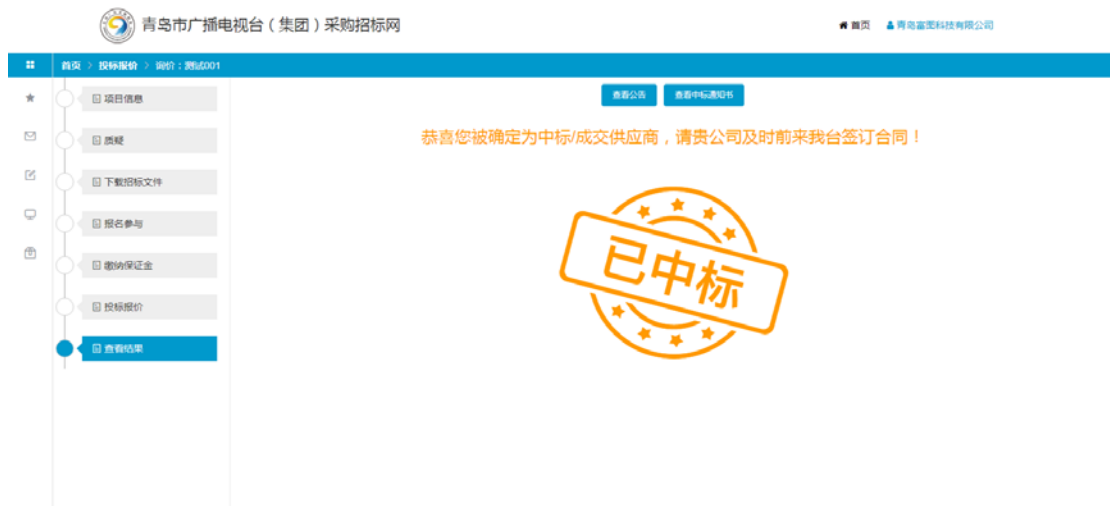 青岛市广播电视台（集团）采购招标网
首页 青岛富图科技有限公司
首页 > 投标报价 > 询价：测试001
项目信息
质疑
下载招标文件
报名参与
缴纳保证金
投标报价
查看结果
查看公告 查看中标通知书
恭喜您被确定为中标/成交供应商，请贵公司及时前来我台签订合同！
已中标